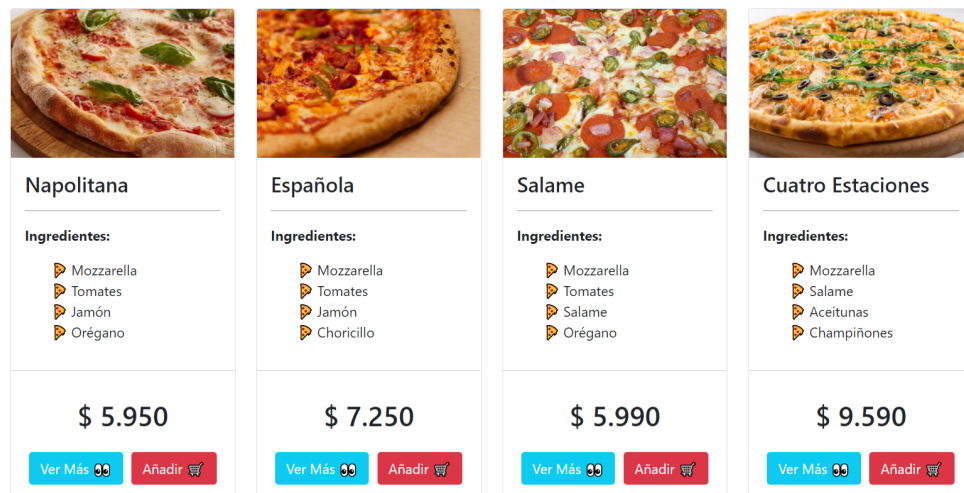 Napolitana
Ingredientes:
Mozzarella
Tomates
Jamón
Orégano
$ 5.950
Ver Más
Añadir
Española
Ingredientes:
Mozzarella
Tomates
Jamón
Choricillo
$ 7.250
Ver Más
Añadir
Salame
Ingredientes:
Mozzarella
Tomates
Salame
Orégano
$ 5.990
Ver Más
Añadir
Cuatro Estaciones
Ingredientes:
Mozzarella
Salame
Aceitunas
Champiñones
$ 9.590
Ver Más
Añadir